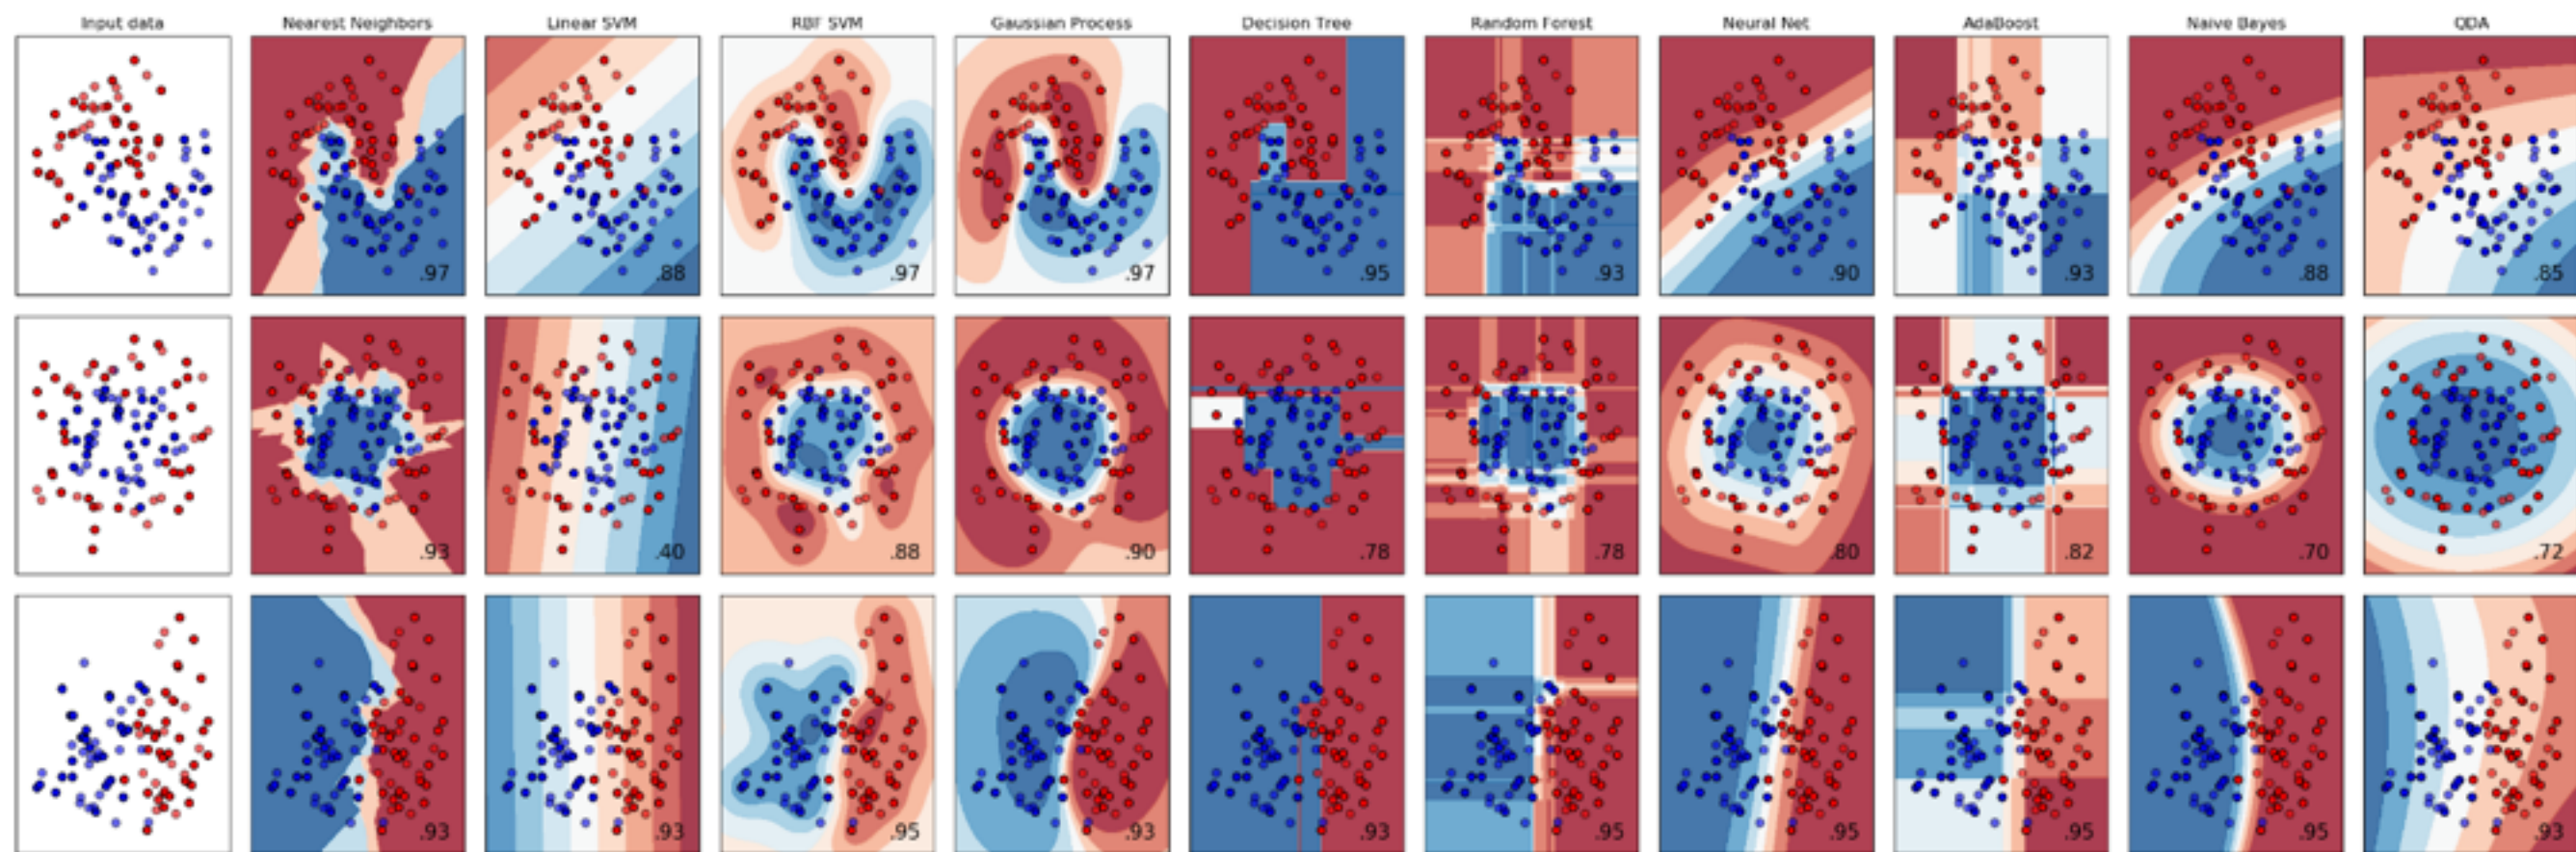 Input data Nearest Neighbors Linear SVM RBF SVM Gaussian Process Decision Tree Random Forest Neural Net AdaBoost Naive Bayes QDA
.97 .88 .97 .97 .95 .93 .90 .93 .88 .85
.93 .40 .88 .90 .78 .78 .80 .82 .70 .72
.93 .93 .95 .93 .93 .95 .95 .95 .95 .93